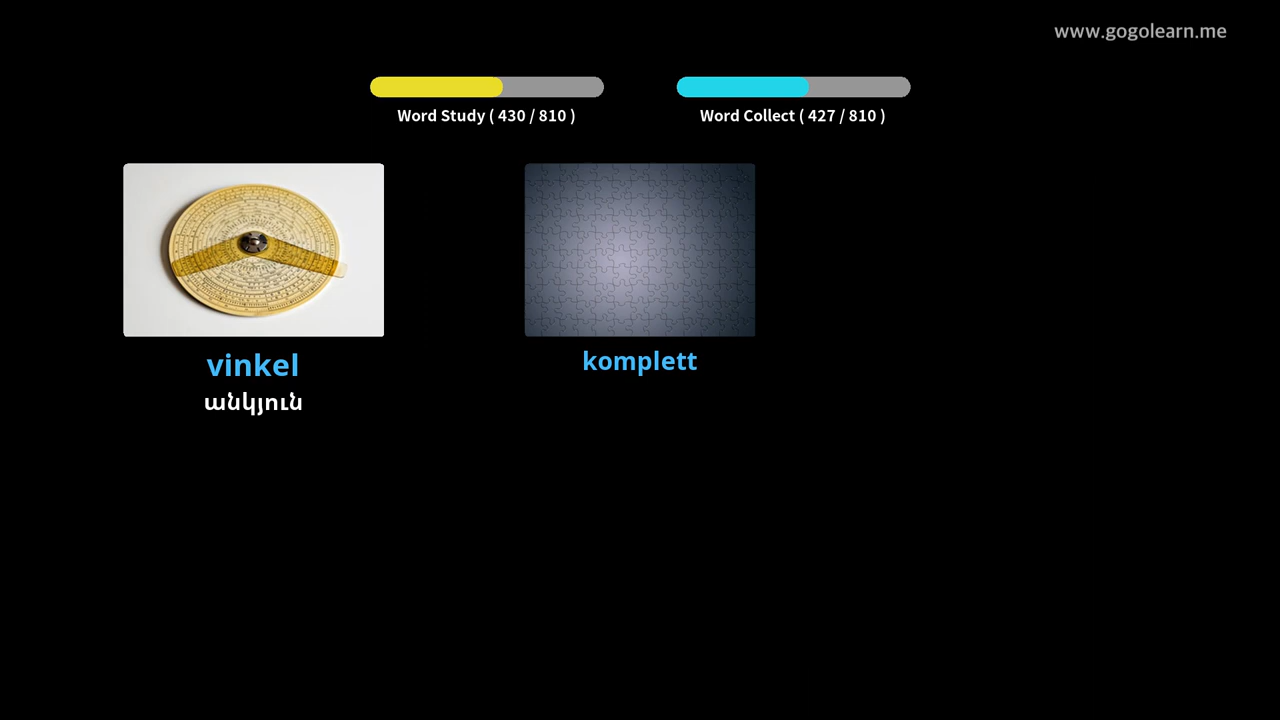 www.gogolearn.me
Word Study ( 430 / 810 )
Word Collect ( 427 / 810 )
vinkel
անկյուն
komplett